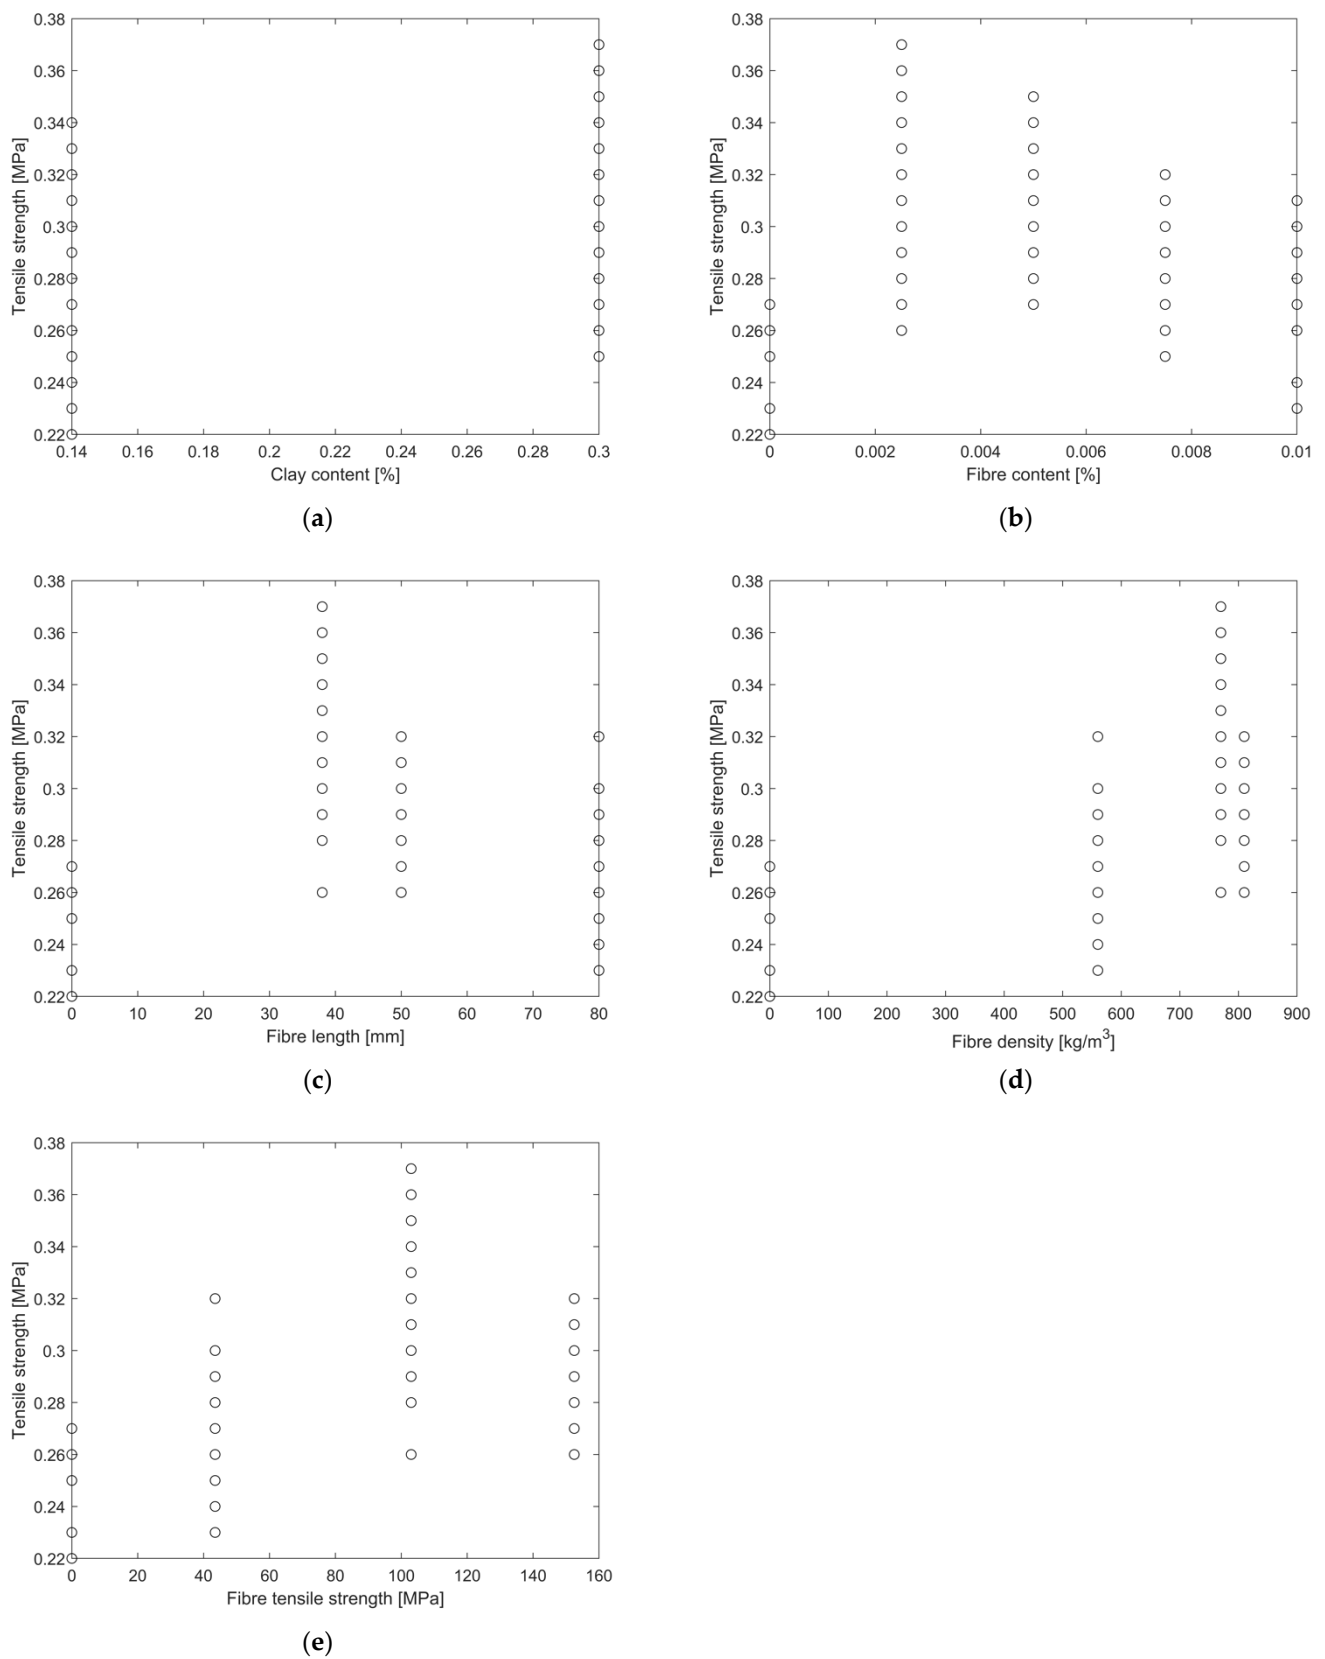 0.38
0.36
0.34
0.32
0.3
0.28
0.26
0.24
0.22
Tensile strength [MPa]
0.14 0.16 0.18 0.2 0.22 0.24 0.26 0.28 0.3
Clay content [%]
(a)
0.38
0.36
0.34
0.32
0.3
0.28
0.26
0.24
0.22
Tensile strength [MPa]
0 0.002 0.004 0.006 0.008 0.01
Fibre content [%]
(b)
0.38
0.36
0.34
0.32
0.3
0.28
0.26
0.24
0.22
Tensile strength [MPa]
0 10 20 30 40 50 60 70 80
Fibre length [mm]
(c)
0.38
0.36
0.34
0.32
0.3
0.28
0.26
0.24
0.22
Tensile strength [MPa]
0 100 200 300 400 500 600 700 800 900
Fibre density [kg/m³]
(d)
0.38
0.36
0.34
0.32
0.3
0.28
0.26
0.24
0.22
Tensile strength [MPa]
0 20 40 60 80 100 120 140 160
Fibre tensile strength [MPa]
(e)